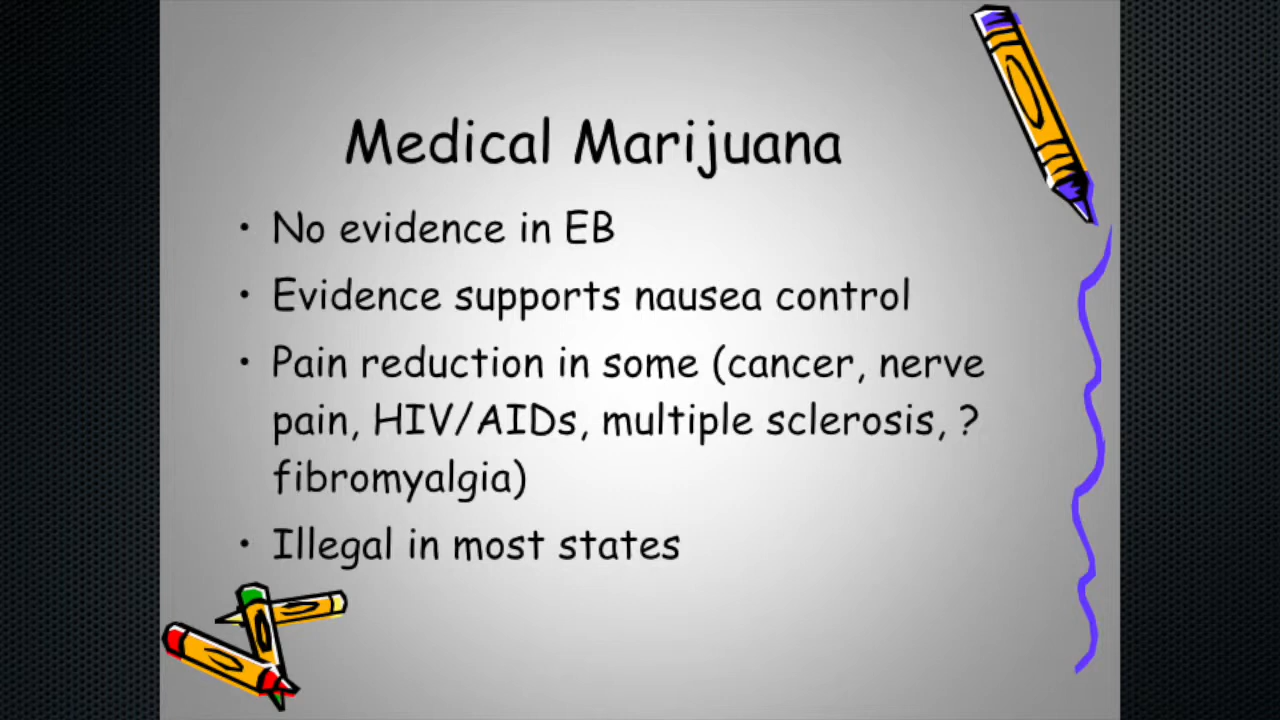 Medical Marijuana
• No evidence in EB
• Evidence supports nausea control
• Pain reduction in some (cancer, nerve
pain, HIV/AIDs, multiple sclerosis, ?
fibromyalgia)
• Illegal in most states